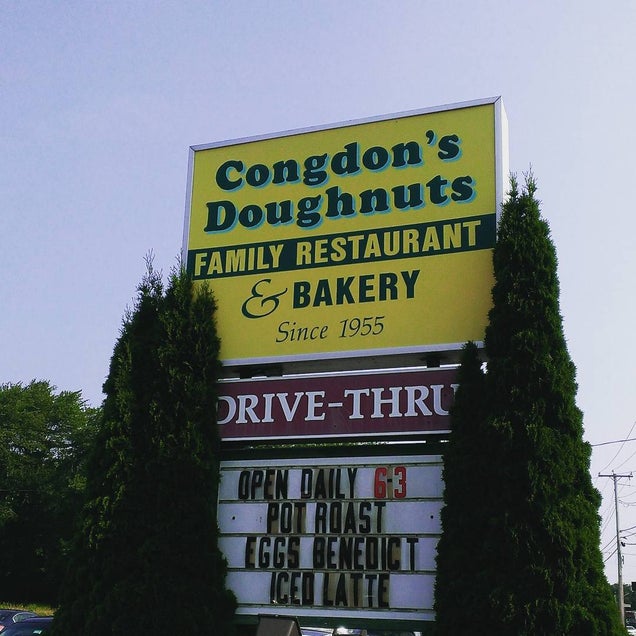 Congdon's
Doughnuts
FAMILY RESTAURANT
& BAKERY
Since 1955
DRIVE-THRU
OPEN DAILY 6-3
POT ROAST
EGGS BENEDICT
ICED LATTE